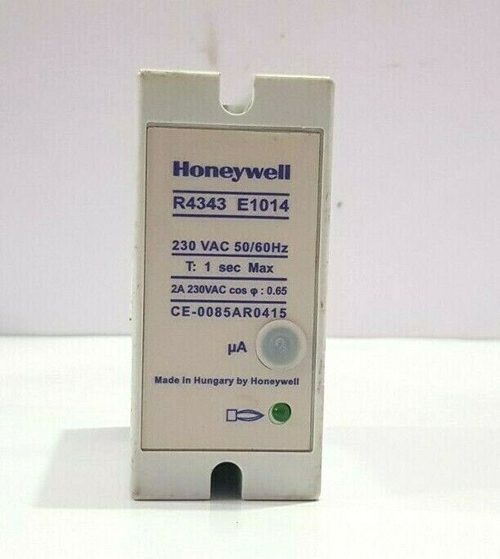 Honeywell
R4343 E1014
230 VAC 50/60Hz
T: 1 sec Max
2A 230VAC cos φ : 0.65
CE-0085AR0415
µA
Made in Hungary by Honeywell